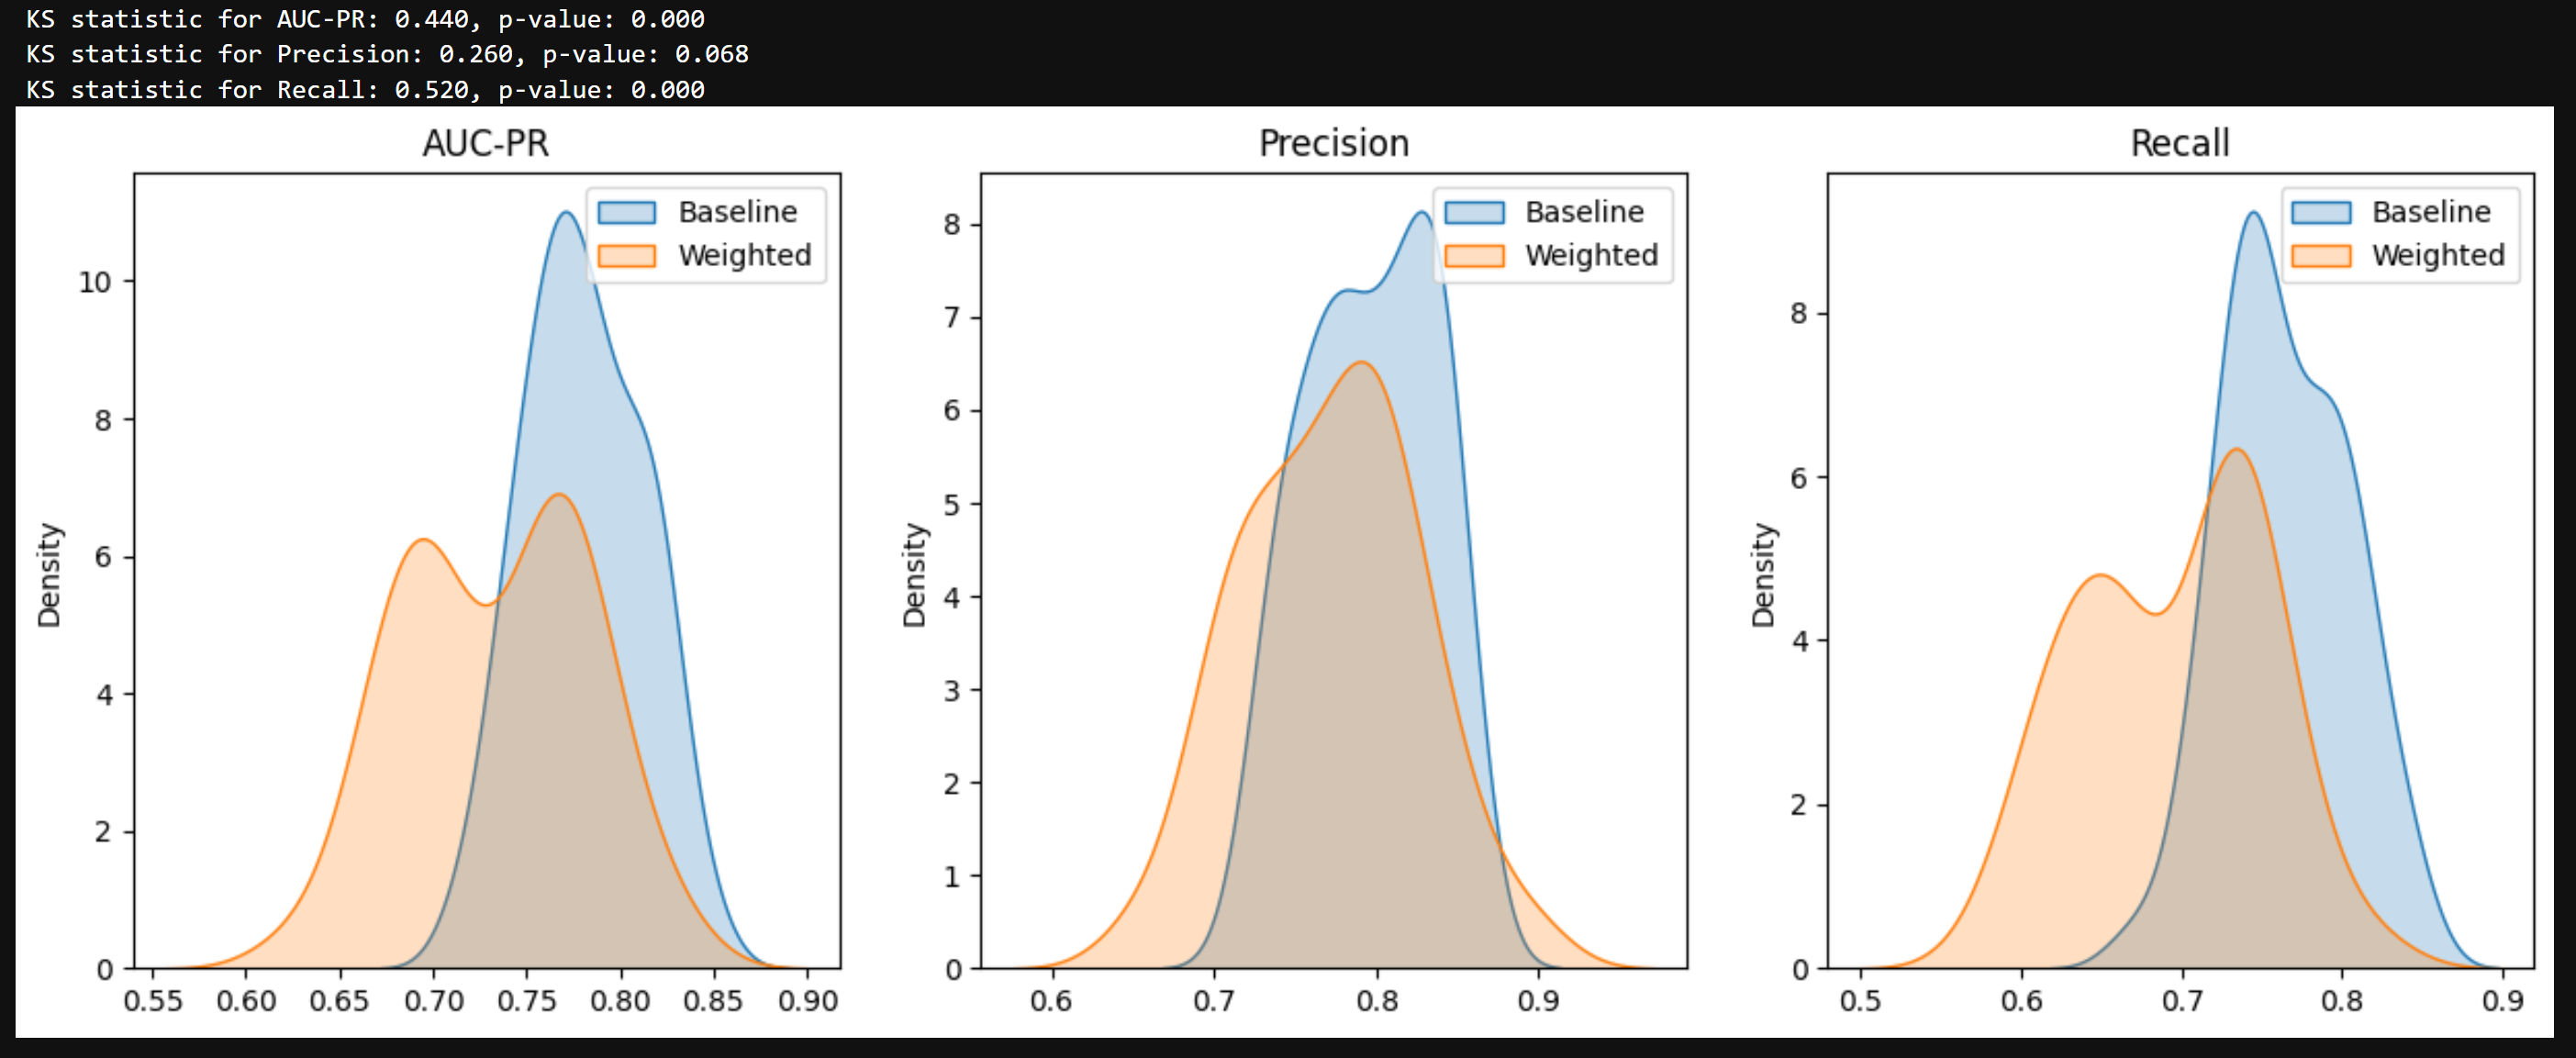 KS statistic for AUC-PR: 0.440, p-value: 0.000
KS statistic for Precision: 0.260, p-value: 0.068
KS statistic for Recall: 0.520, p-value: 0.000
AUC-PR
Baseline
Weighted
Density
10
8
6
4
2
0
0.55 0.60 0.65 0.70 0.75 0.80 0.85 0.90
Precision
Baseline
Weighted
Density
8
7
6
5
4
3
2
1
0
0.6 0.7 0.8 0.9
Recall
Baseline
Weighted
Density
8
6
4
2
0
0.5 0.6 0.7 0.8 0.9